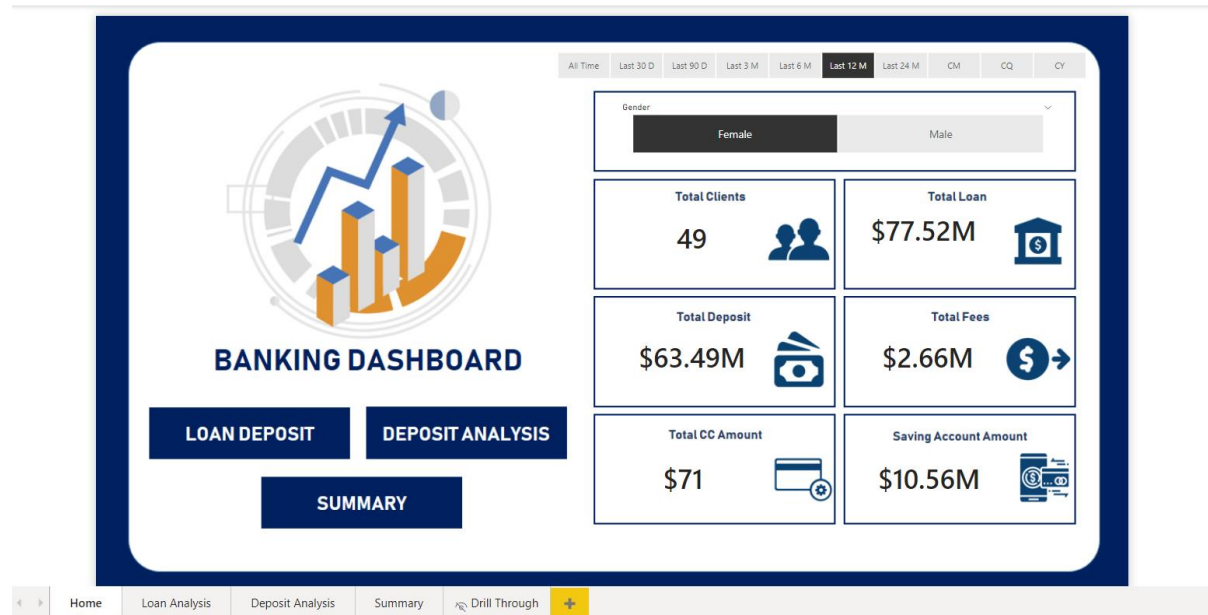 All Time Last 30 D Last 90 D Last 3 M Last 6 M Last 12 M Last 24 M CM CQ CY
Gender
Female Male
Total Clients
49
Total Loan
$77.52M
Total Deposit
$63.49M
Total Fees
$2.66M
Total CC Amount
$71
Saving Account Amount
$10.56M
BANKING DASHBOARD
LOAN DEPOSIT
DEPOSIT ANALYSIS
SUMMARY
Home Loan Analysis Deposit Analysis Summary Drill Through